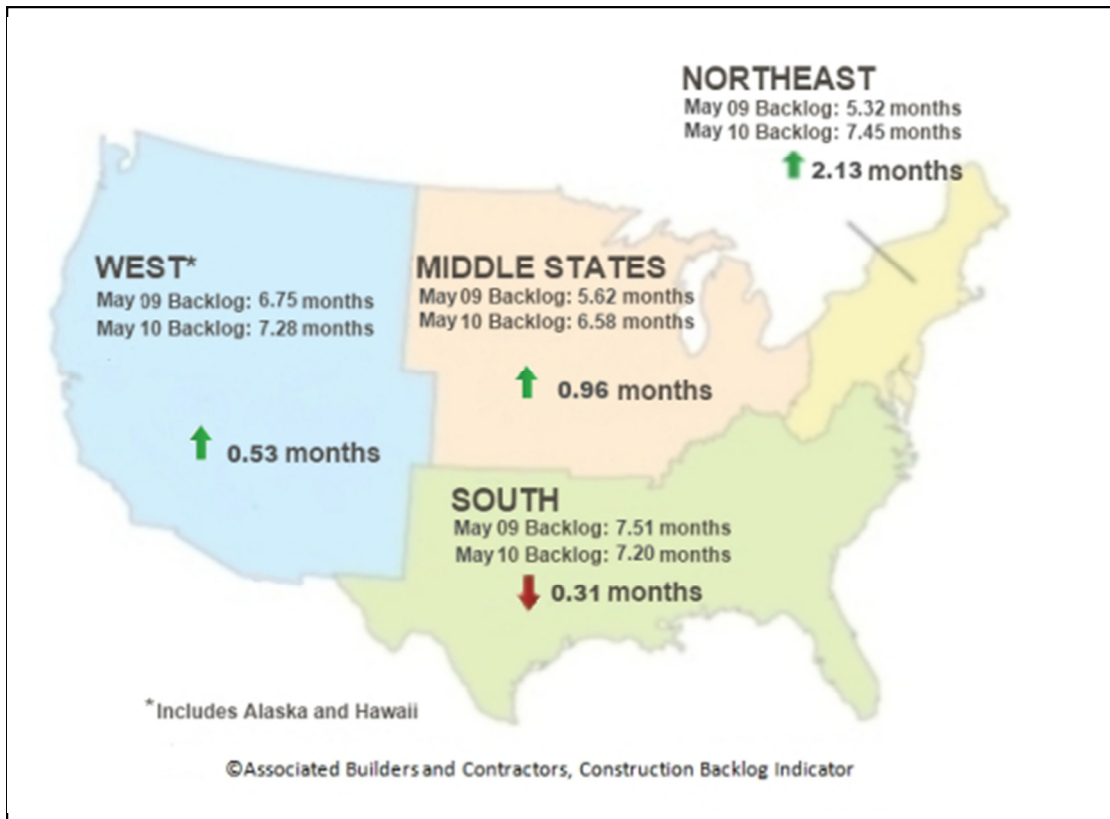 NORTHEAST
May 09 Backlog: 5.32 months
May 10 Backlog: 7.45 months
2.13 months
WEST*
May 09 Backlog: 6.75 months
May 10 Backlog: 7.28 months
0.53 months
MIDDLE STATES
May 09 Backlog: 5.62 months
May 10 Backlog: 6.58 months
0.96 months
SOUTH
May 09 Backlog: 7.51 months
May 10 Backlog: 7.20 months
0.31 months
*Includes Alaska and Hawaii
©Associated Builders and Contractors, Construction Backlog Indicator